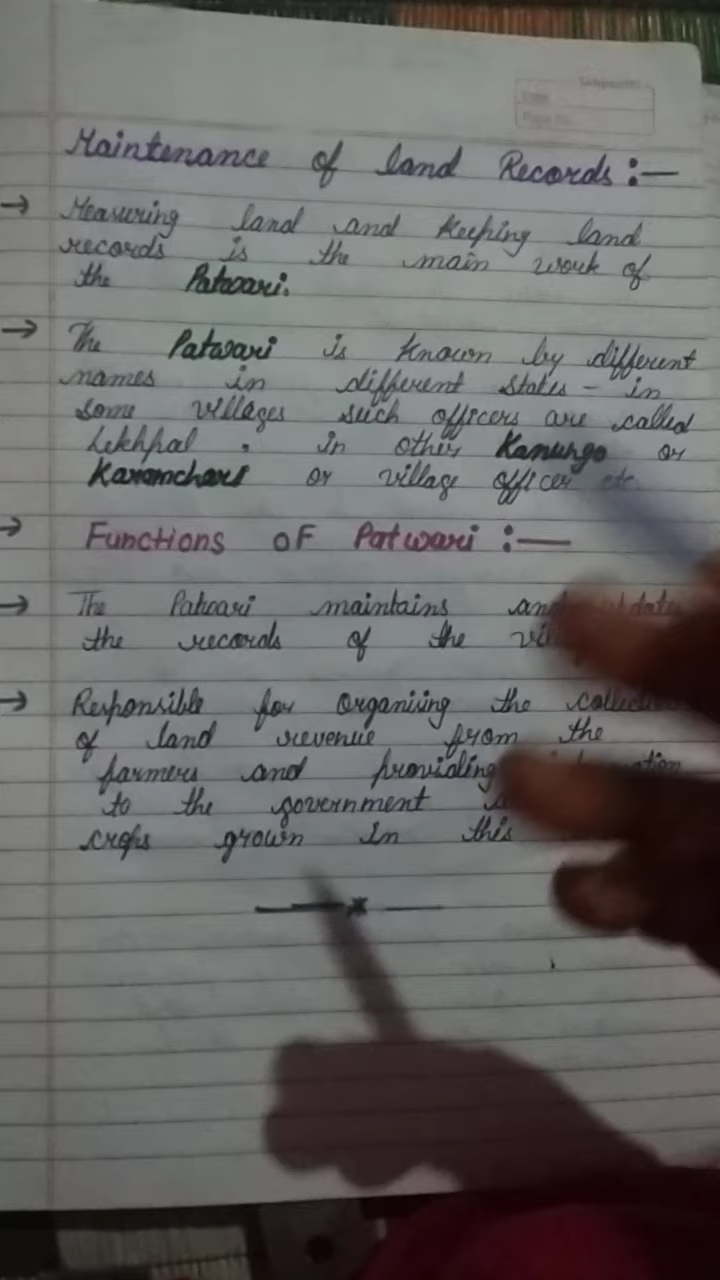 Maintenance of land Records :—
→ Measuring land and keeping land
records is the main work of
the Patwari.
→ The Patwari is known by different
names in different states - in
some villages such officers are called
Lekhpal . in other Kanungo or
Karamchari or village officer etc
→ Functions OF Patwari :—
→ The Patwari maintains
the records of the
→ Responsible for organising the
of land revenue from the
farmers and providing
to the government
crops grown in this